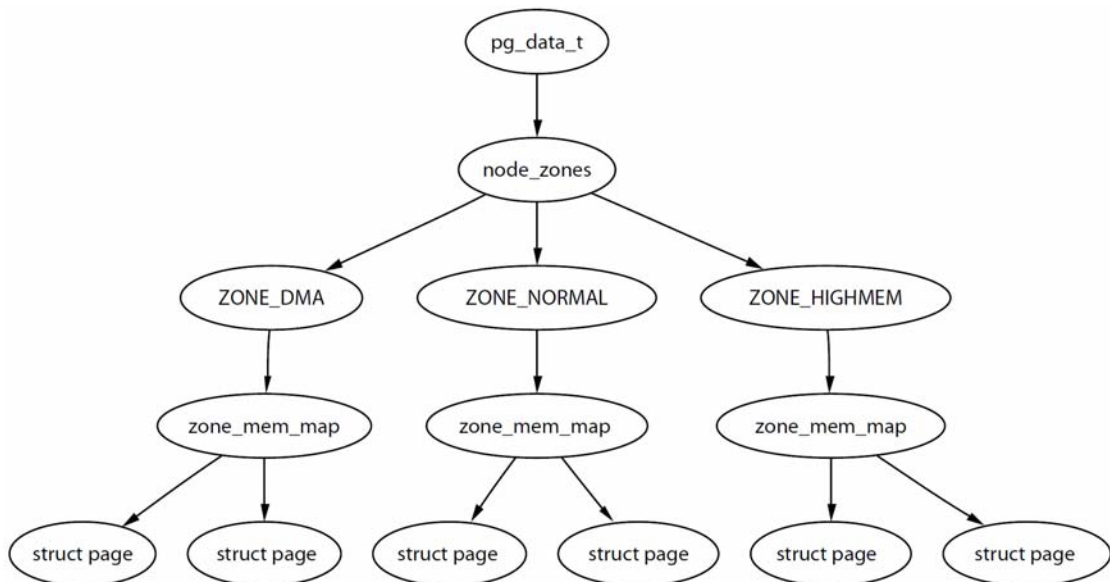 pg_data_t
node_zones
ZONE_DMA ZONE_NORMAL ZONE_HIGHMEM
zone_mem_map zone_mem_map zone_mem_map
struct page struct page struct page struct page struct page struct page